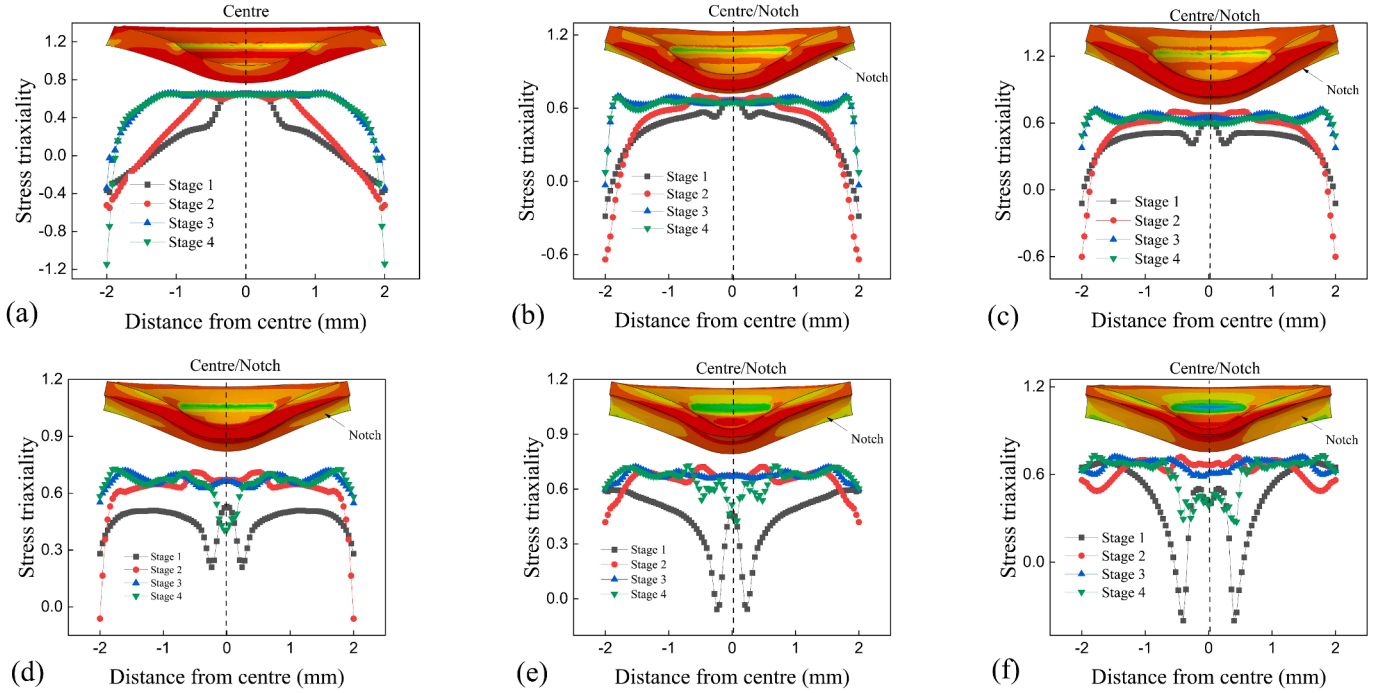 Centre
1.2
0.8
0.4
0.0
-0.4
-0.8
-1.2
Stress triaxiality
Stage 1
Stage 2
Stage 3
Stage 4
-2 -1 0 1 2
(a)
Distance from centre (mm)
Centre/Notch
1.2
0.6
0.0
-0.6
Stress triaxiality
Notch
Stage 1
Stage 2
Stage 3
Stage 4
-2 -1 0 1 2
(b)
Distance from centre (mm)
Centre/Notch
1.2
0.6
0.0
-0.6
Stress triaxiality
Notch
Stage 1
Stage 2
Stage 3
Stage 4
-2 -1 0 1 2
(c)
Distance from centre (mm)
Centre/Notch
1.2
0.9
0.6
0.3
0.0
Stress triaxiality
Notch
Stage 1
Stage 2
Stage 3
Stage 4
-2 -1 0 1 2
(d)
Distance from centre (mm)
Centre/Notch
1.2
0.9
0.6
0.3
0.0
Stress triaxiality
Notch
Stage 1
Stage 2
Stage 3
Stage 4
-2 -1 0 1 2
(e)
Distance from centre (mm)
Centre/Notch
1.2
0.6
0.0
Stress triaxiality
Notch
Stage 1
Stage 2
Stage 3
Stage 4
-2 -1 0 1 2
(f)
Distance from centre (mm)